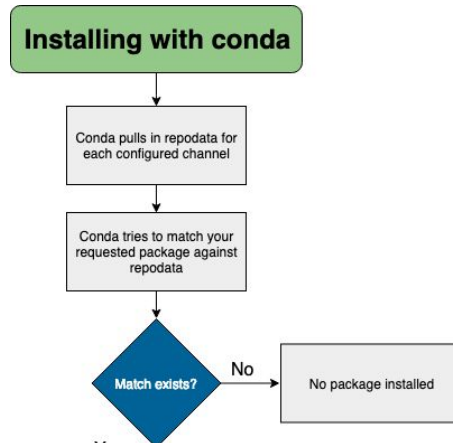 Installing with conda
Conda pulls in repodata for
each configured channel
Conda tries to match your
requested package against
repodata
Match exists?
No
No package installed